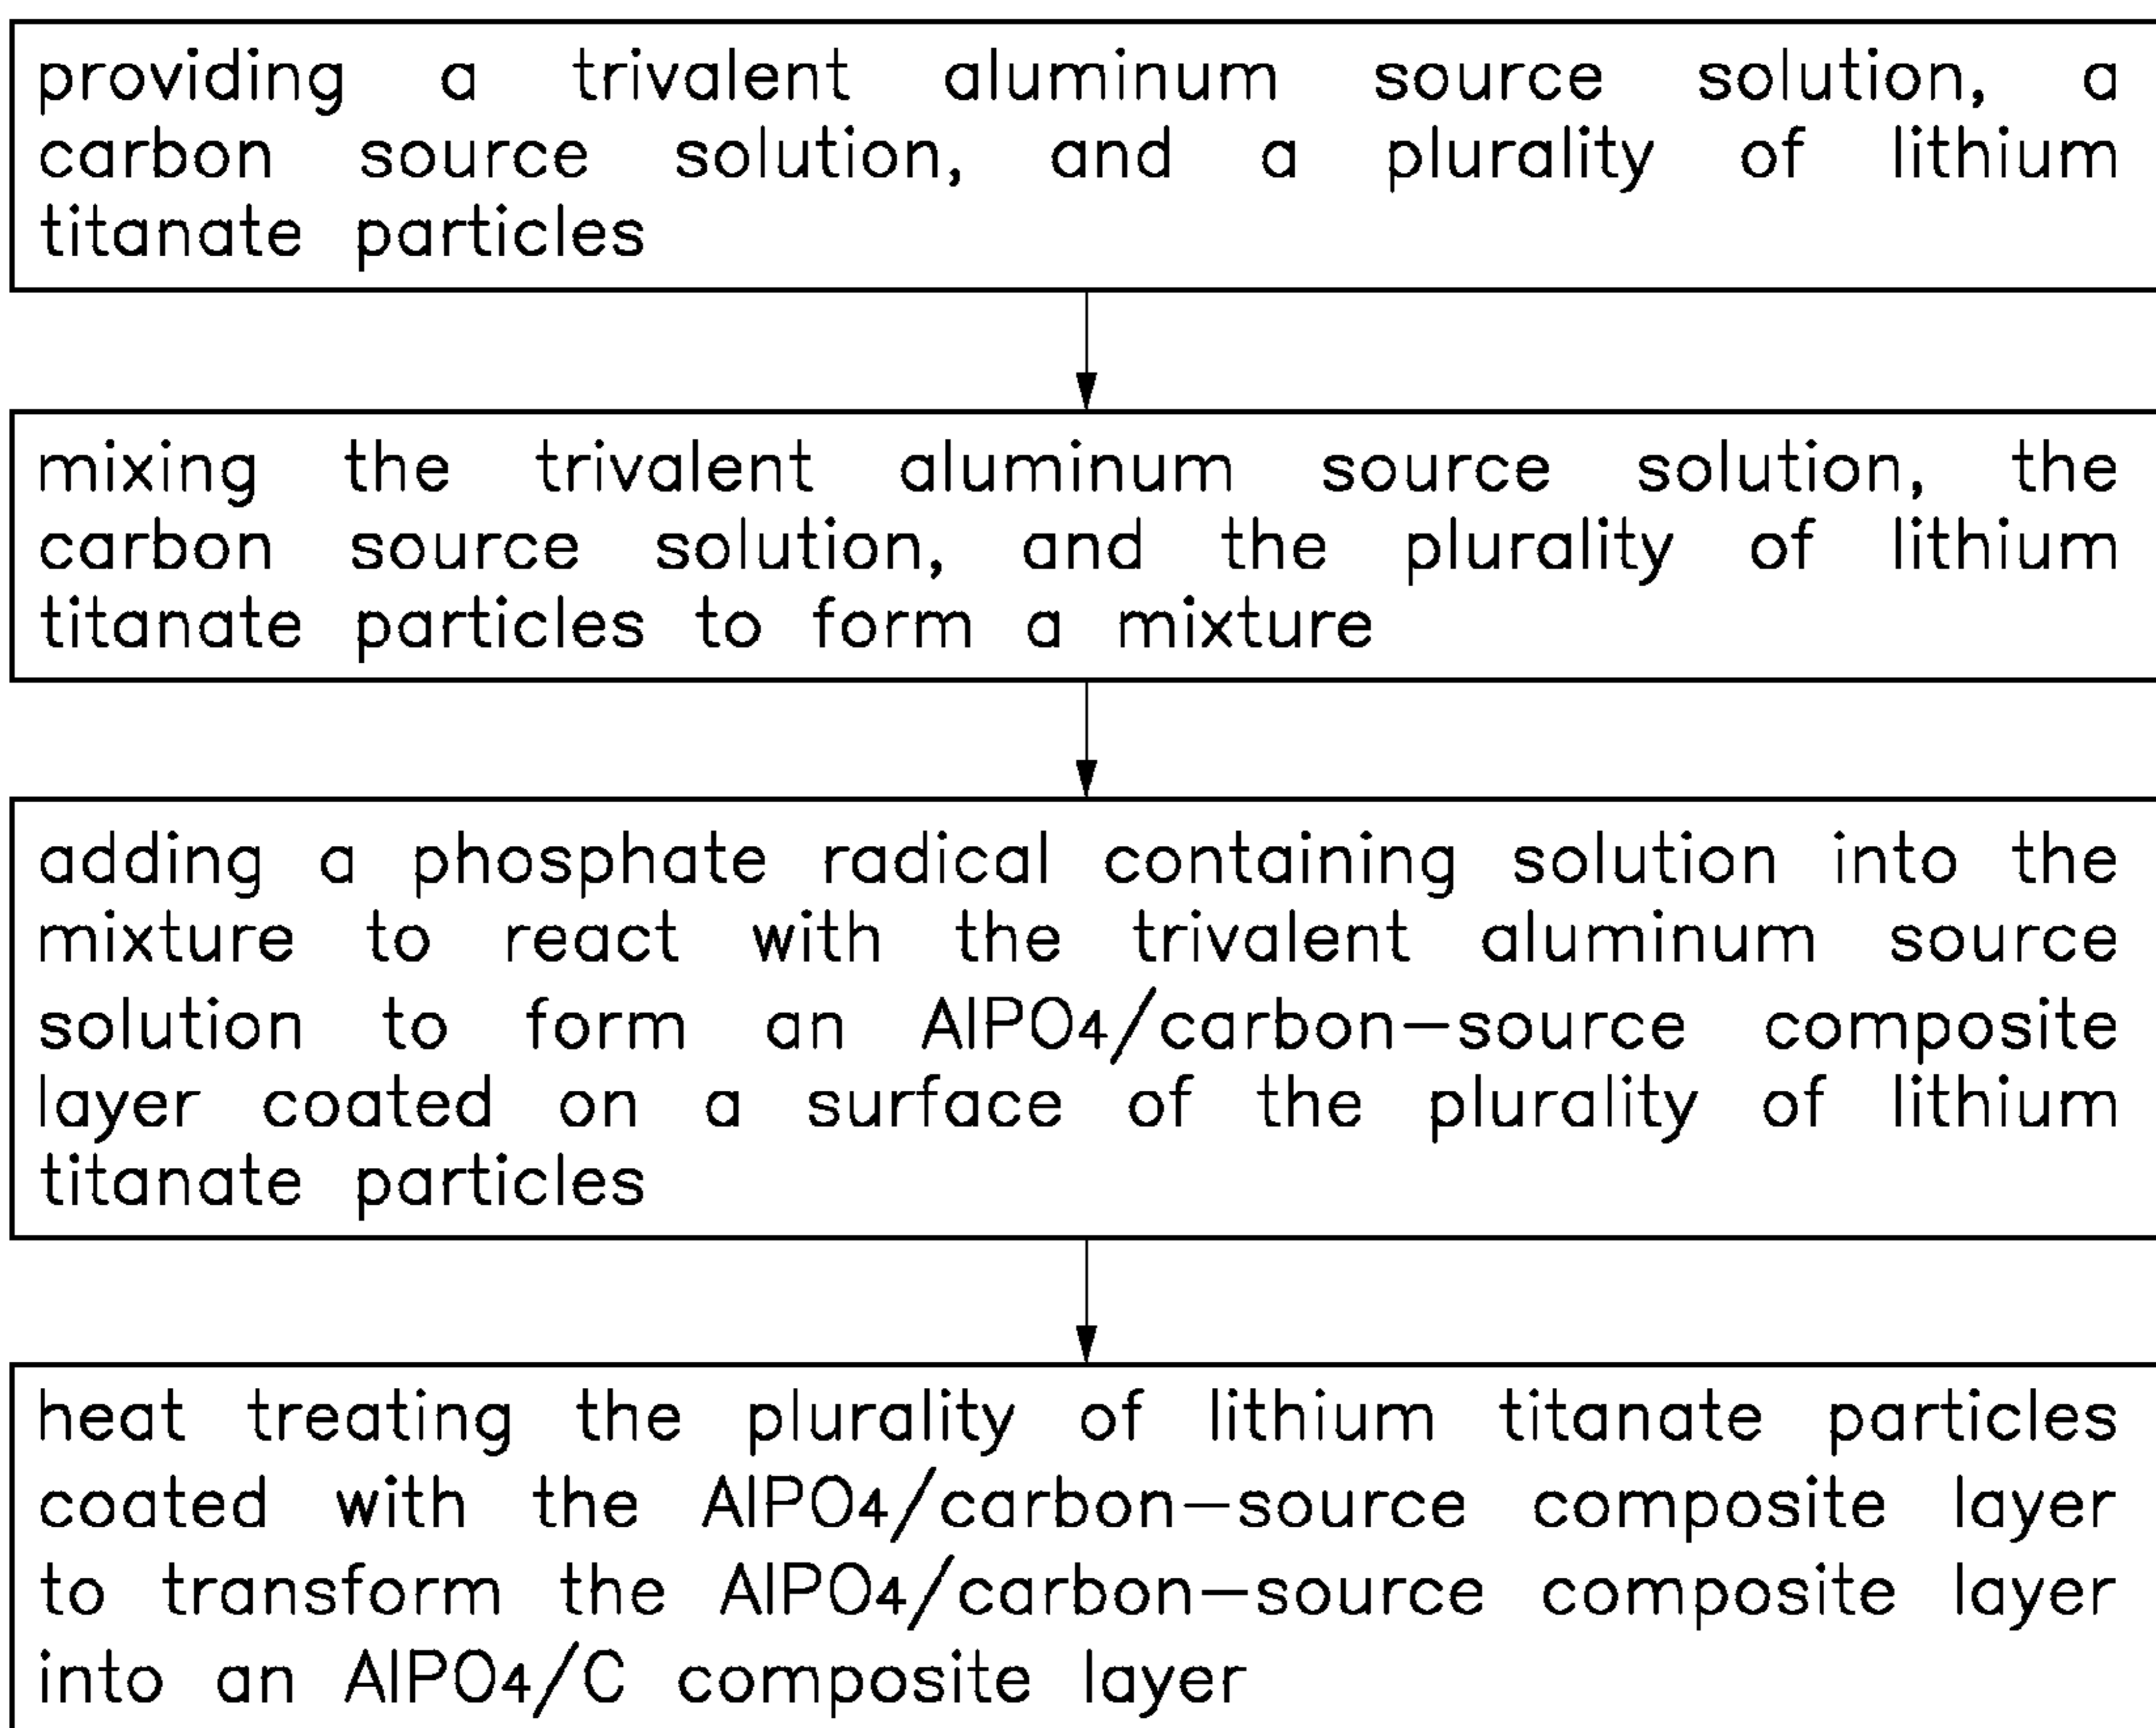 providing a trivalent aluminum source solution, a
carbon source solution, and a plurality of lithium
titanate particles
mixing the trivalent aluminum source solution, the
carbon source solution, and the plurality of lithium
titanate particles to form a mixture
adding a phosphate radical containing solution into the
mixture to react with the trivalent aluminum source
solution to form an AlPO4/carbon—source composite
layer coated on a surface of the plurality of lithium
titanate particles
heat treating the plurality of lithium titanate particles
coated with the AlPO4/carbon—source composite layer
to transform the AlPO4/carbon—source composite layer
into an AlPO4/C composite layer